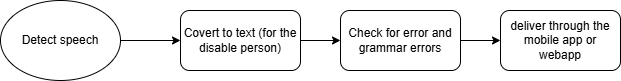 Detect speech
Covert to text (for the
disable person)
Check for error and
grammar errors
deliver through the
mobile app or
webapp